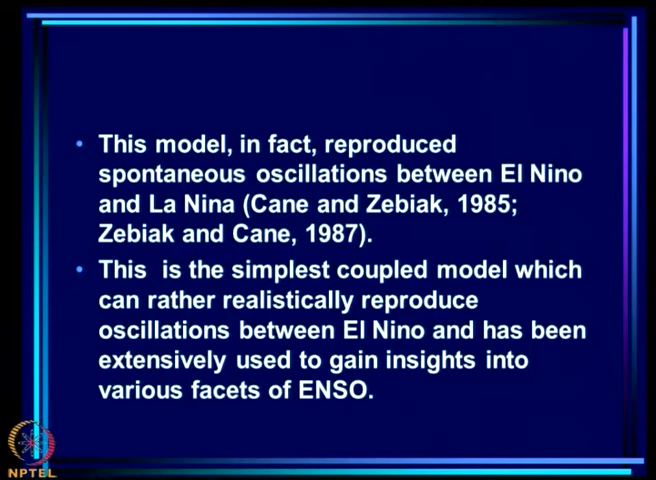 • This model, in fact, reproduced
spontaneous oscillations between El Nino
and La Nina (Cane and Zebiak, 1985;
Zebiak and Cane, 1987).
• This is the simplest coupled model which
can rather realistically reproduce
oscillations between El Nino and has been
extensively used to gain insights into
various facets of ENSO.
NPTEL